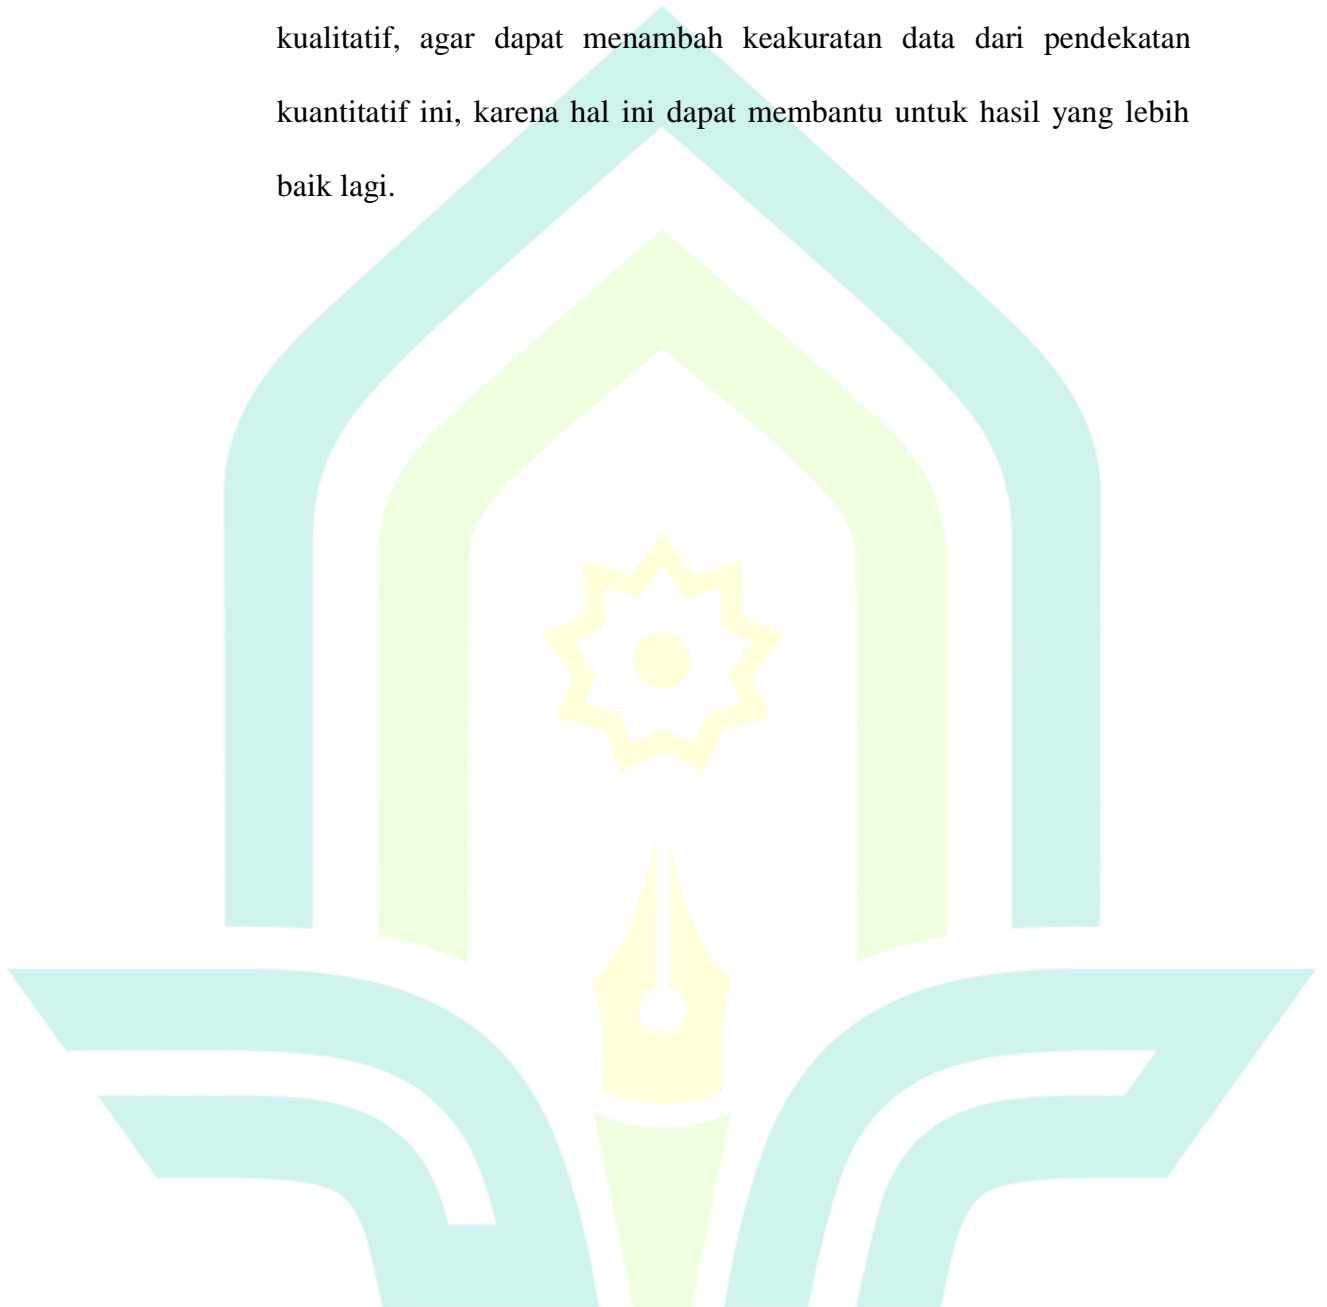 kualitatif, agar dapat menambah keakuratan data dari pendekatan
kuantitatif ini, karena hal ini dapat membantu untuk hasil yang lebih
baik lagi.